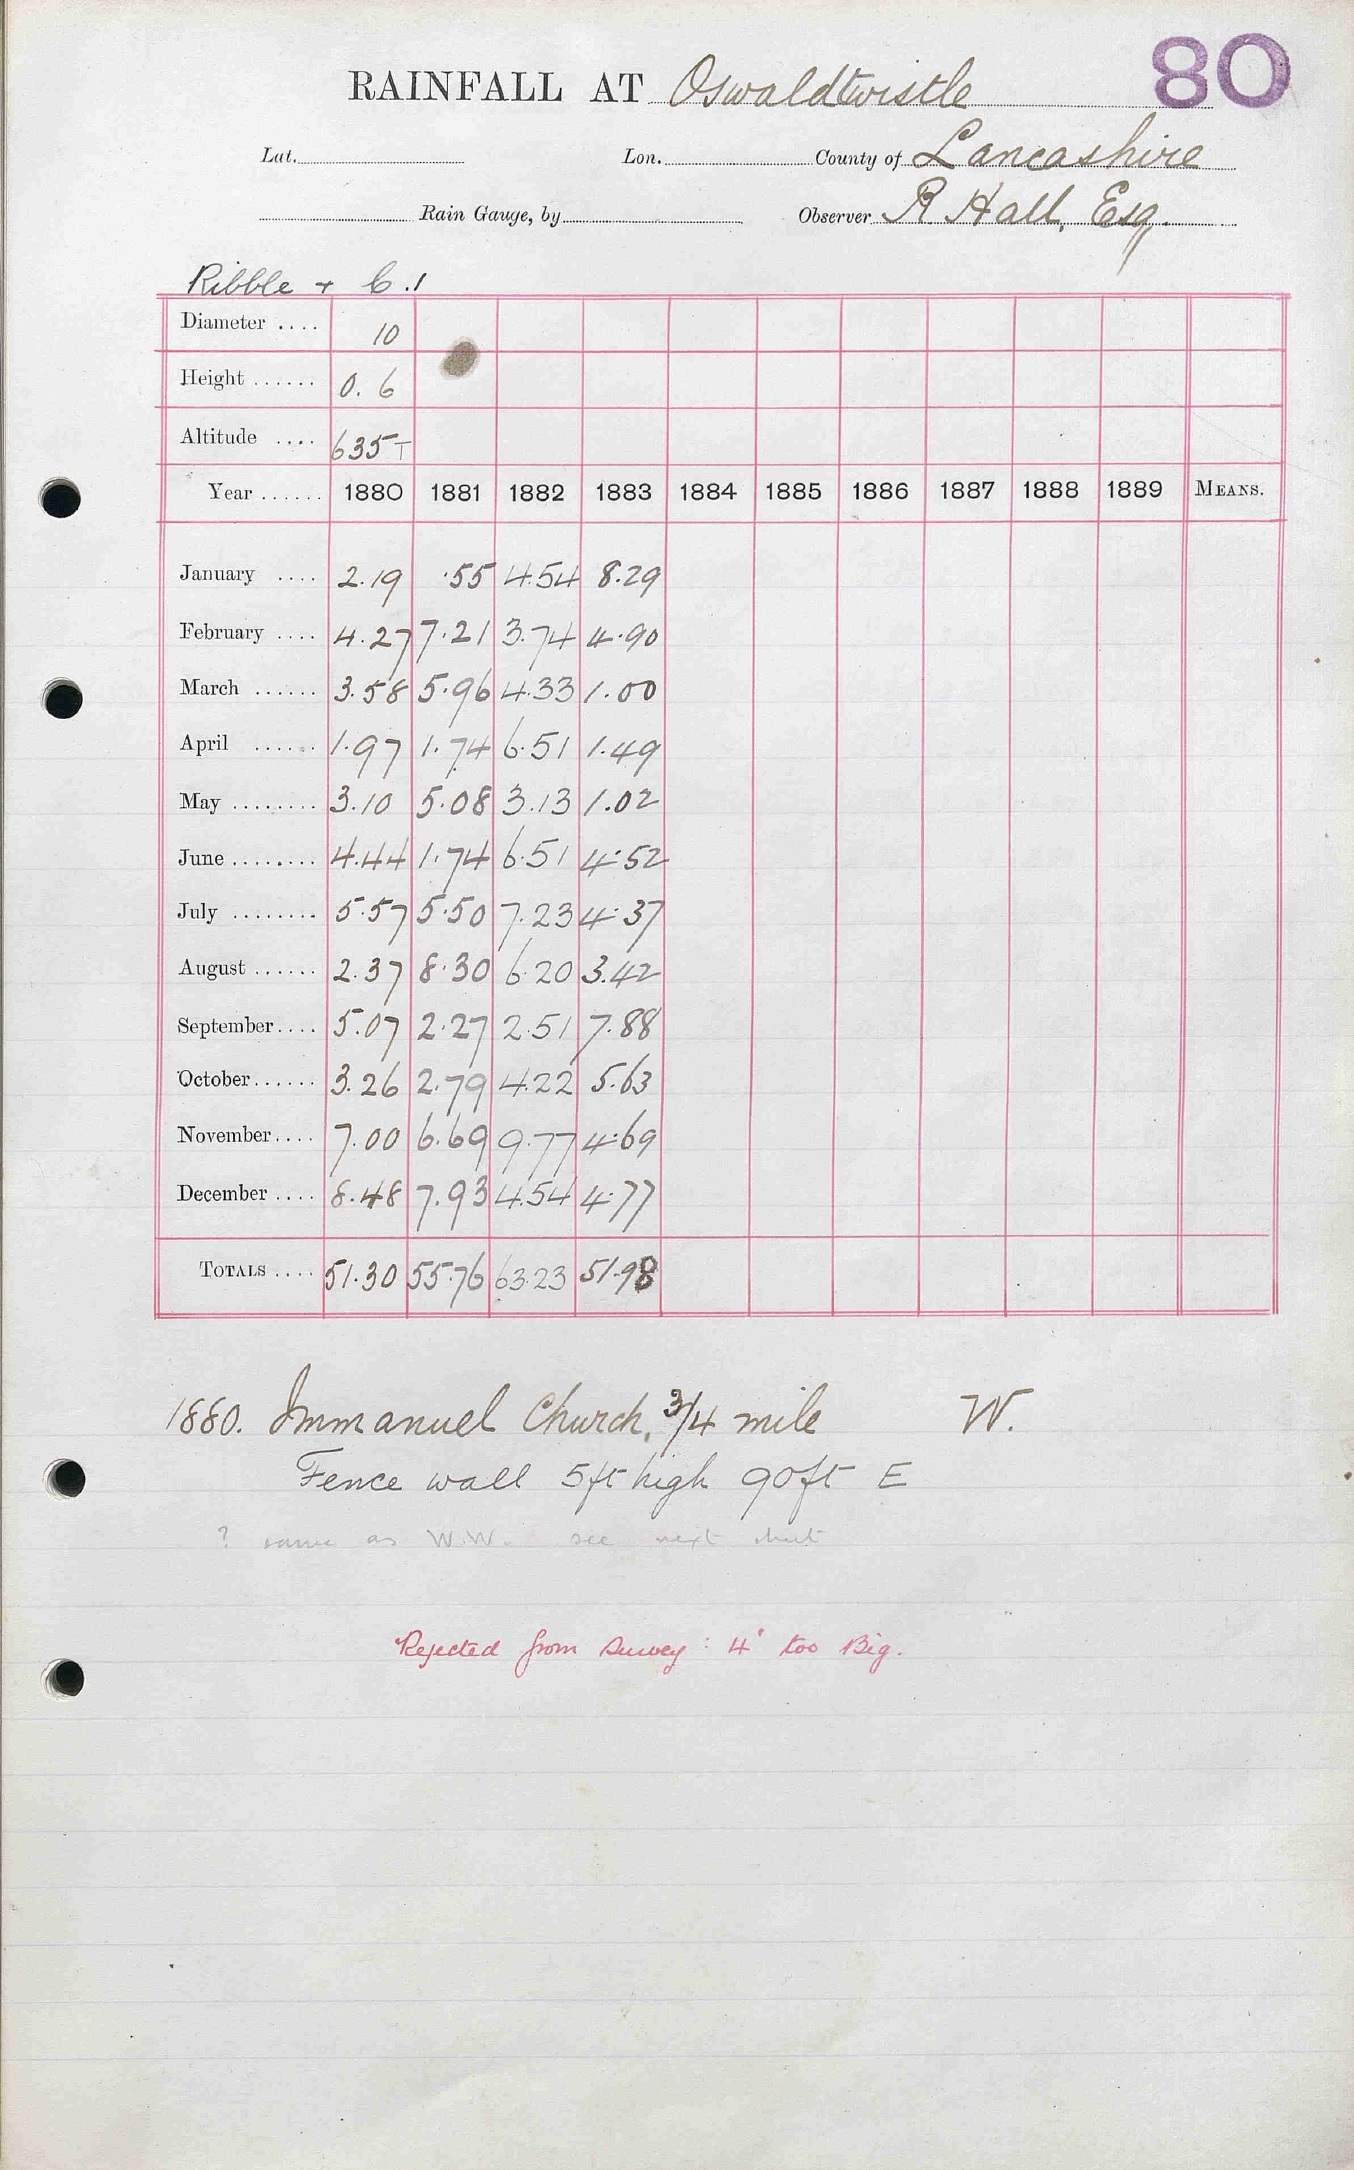 80
RAINFALL AT Oswaldtwistle
Lat. Lon. County of Lancashire
Rain Gauge, by Observer R Hall, Esq.
Ribble + 6.1
Diameter .... 10
Height ...... 0.6
Altitude .... 635T
Year ...... 1880 1881 1882 1883 1884 1885 1886 1887 1888 1889 MEANS.
January .... 2.19 .55 4.54 8.29
February .... 4.27 7.21 3.74 4.90
March ...... 3.58 5.96 4.33 1.00
April ...... 1.97 1.74 6.51 1.49
May ........ 3.10 5.08 3.13 1.02
June ........ 4.44 1.74 6.51 4.52
July ........ 5.57 5.50 7.23 4.37
August ...... 2.37 8.30 6.20 3.42
September.... 5.07 2.27 2.51 7.88
October...... 3.26 2.79 4.22 5.63
November.... 7.00 6.69 9.77 4.69
December .... 8.48 7.93 4.54 4.77
TOTALS .... 51.30 55.76 63.23 51.98
1880. Immanuel Church, 3/4 mile W.
Fence wall 5ft high 90ft E
? same as W.W. see next sheet
Rejected from Survey : 4" too Big.